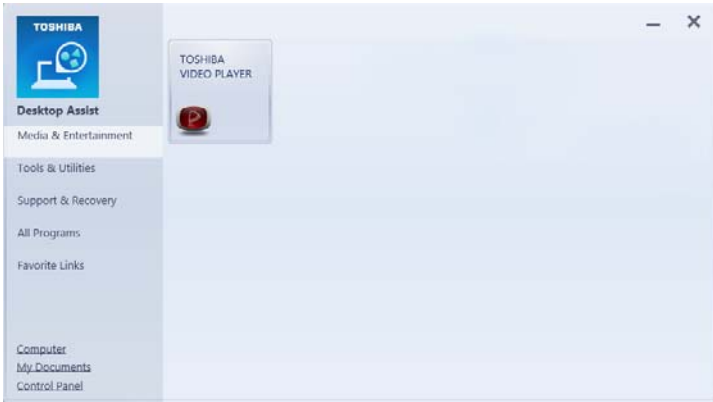 TOSHIBA
Desktop Assist
Media & Entertainment
Tools & Utilities
Support & Recovery
All Programs
Favorite Links
Computer
My Documents
Control Panel
TOSHIBA
VIDEO PLAYER